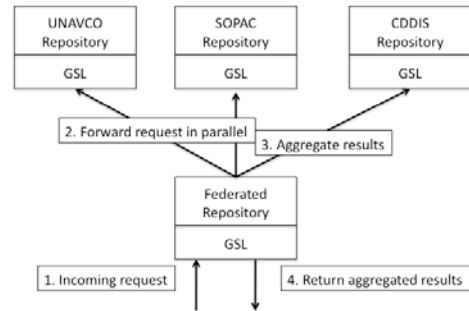 UNAVCO
Repository
GSL
SOPAC
Repository
GSL
CDDIS
Repository
GSL
2. Forward request in parallel
3. Aggregate results
Federated
Repository
GSL
1. Incoming request
4. Return aggregated results